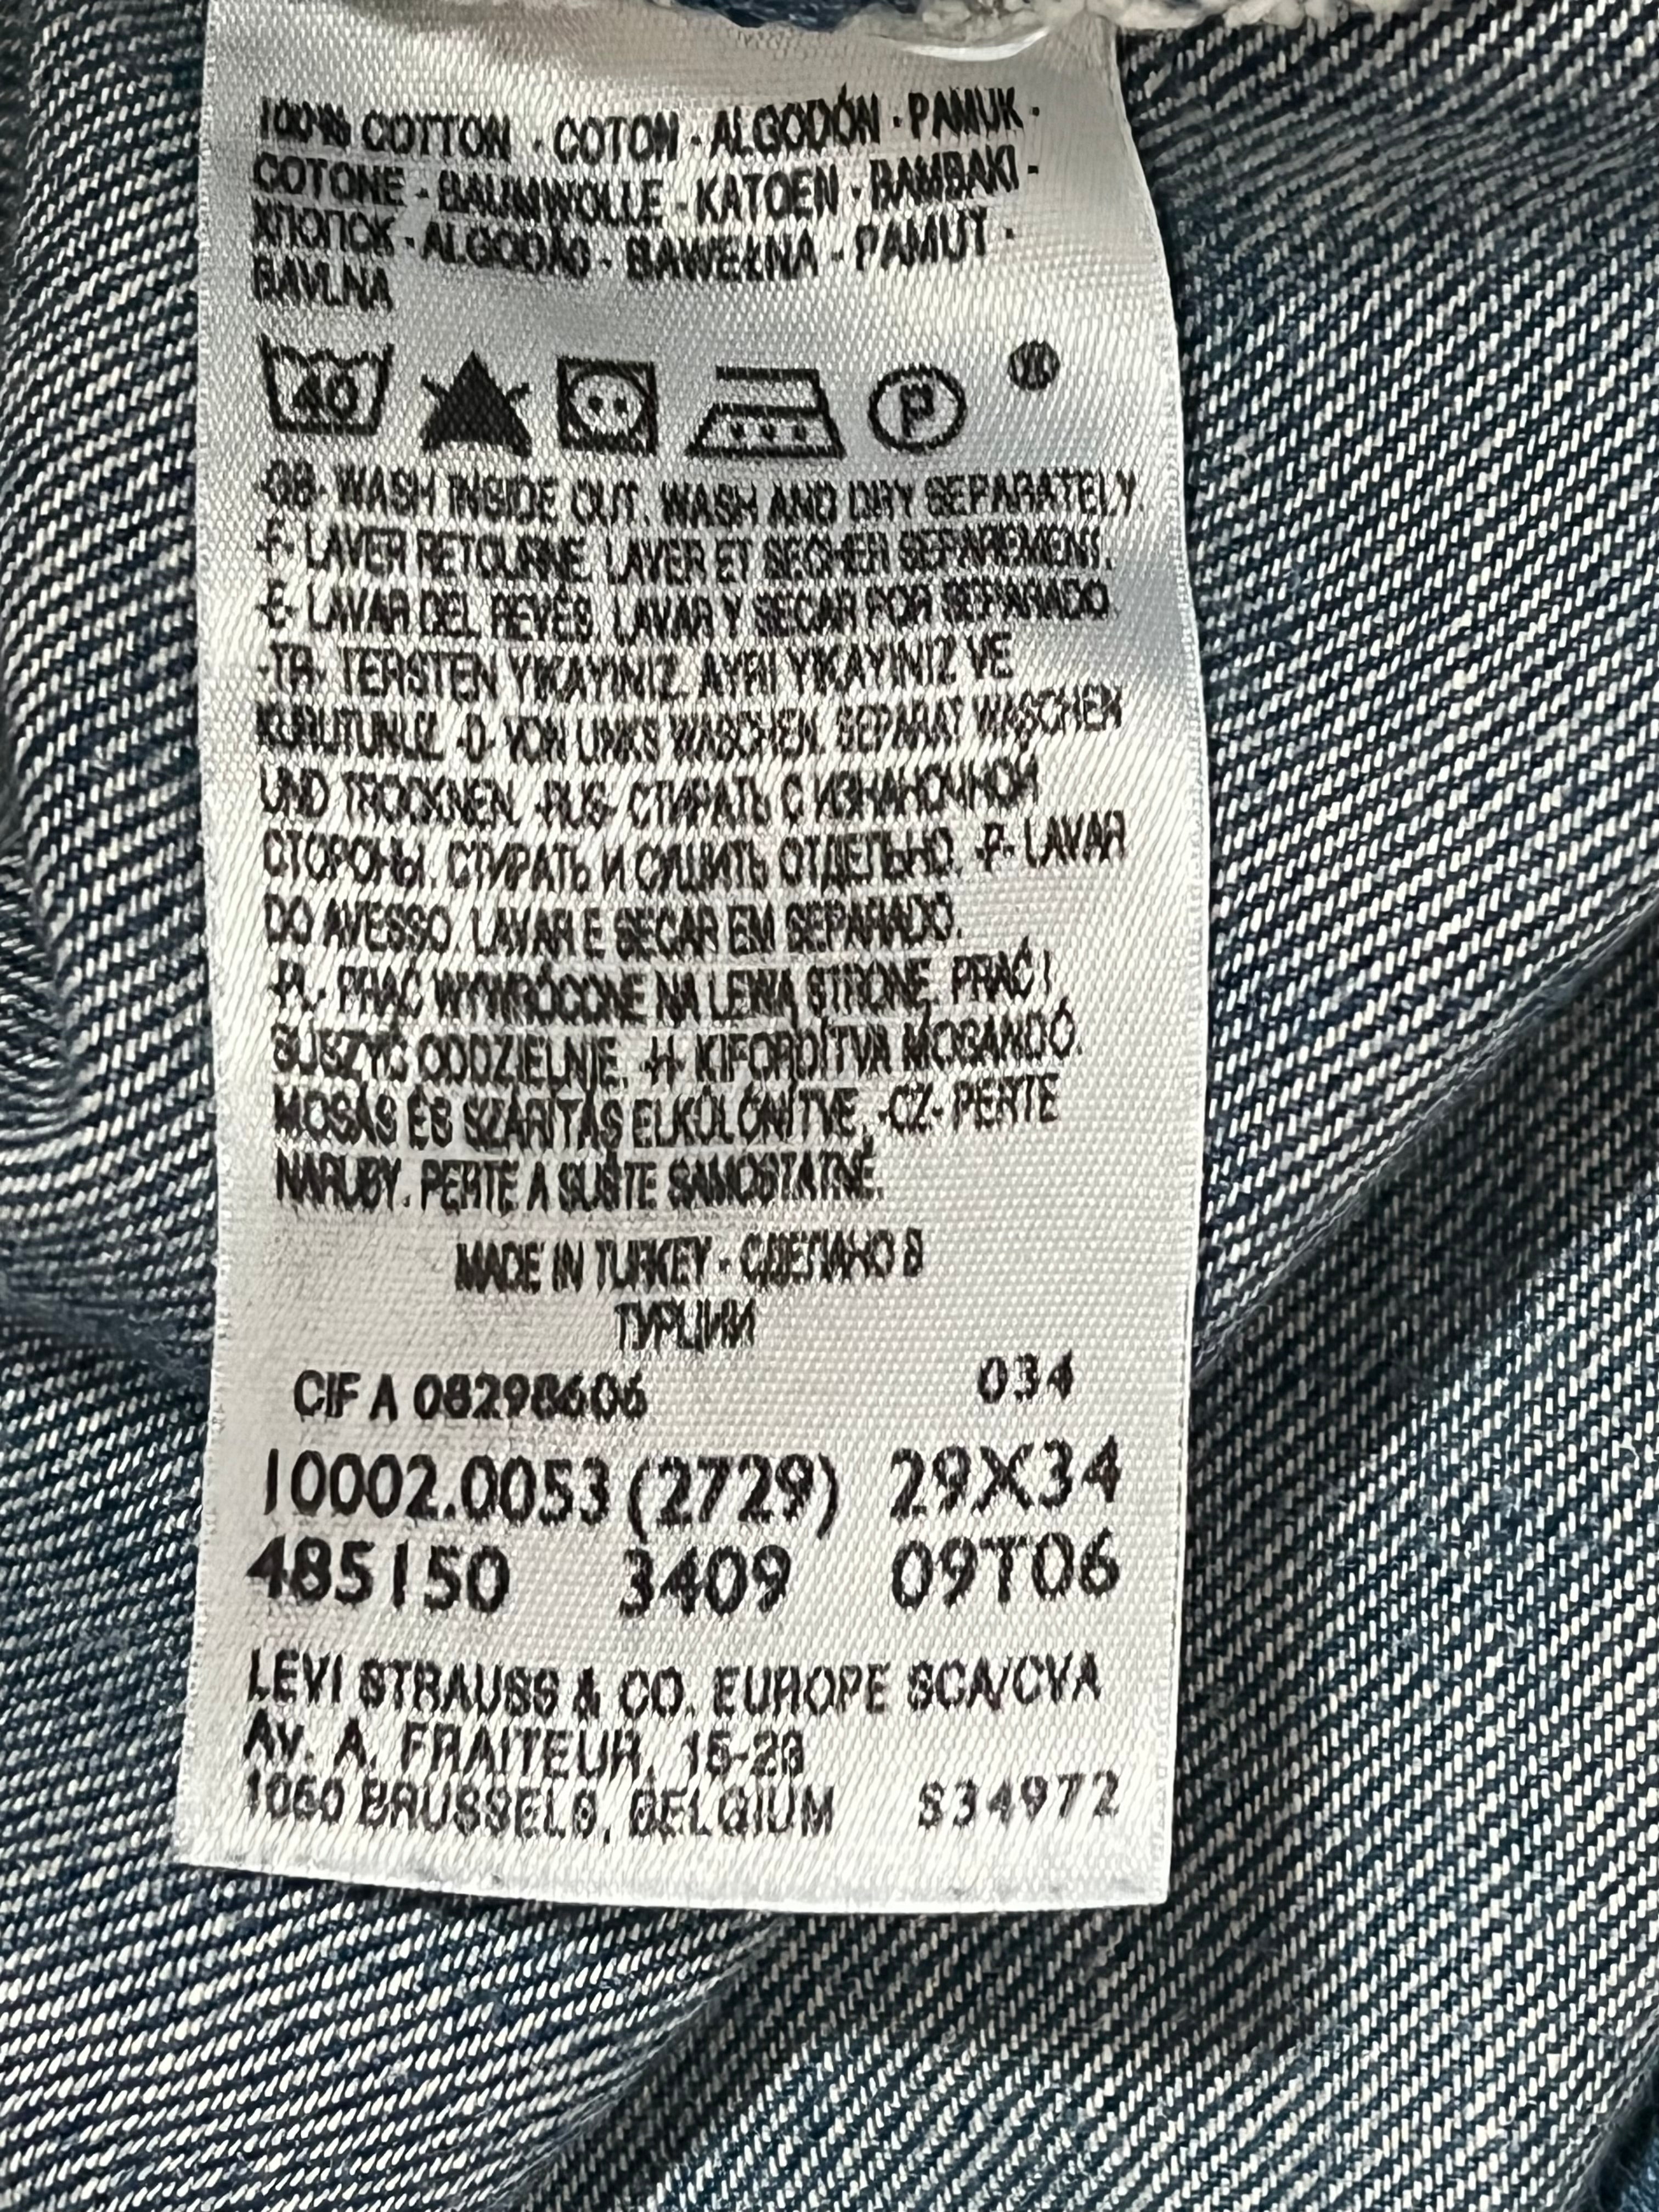 100% COTTON - COTON - ALGODÓN - PAMUK -
COTONE - BAUMWOLLE - KATOEN - BAMBAKI -
ХЛОПОК - ALGODÃO - BAWEŁNA - PAMUT -
BAVLNA
40 P
-GB- WASH INSIDE OUT. WASH AND DRY SEPARATELY.
-F- LAVER RETOURNE. LAVER ET SECHER SEPAREMENT.
-E- LAVAR DEL REVÉS. LAVAR Y SECAR POR SEPARADO.
-TR- TERSTEN YIKAYINIZ. AYRI YIKAYINIZ VE
KURUTUNUZ. -D- VON LINKS WASCHEN. SEPARAT WASCHEN
UND TROCKNEN. -RUS- СТИРАТЬ С ИЗНАНОЧНОЙ
СТОРОНЫ. СТИРАТЬ И СУШИТЬ ОТДЕЛЬНО. -P- LAVAR
DO AVESSO. LAVAR E SECAR EM SEPARADO.
-PL- PRAĆ WYWRÓCONE NA LEWĄ STRONĘ. PRAĆ I
SUSZYĆ ODDZIELNIE. -H- KIFORDÍTVA MOSANDÓ.
MOSÁS ÉS SZÁRÍTÁS ELKÜLÖNÍTVE. -CZ- PERTE
NARUBY. PERTE A SUŠTE SAMOSTATNĚ.
MADE IN TURKEY - СДЕЛАНО В
ТУРЦИИ
CIF A 08298606 034
10002.0053 (2729) 29X34
485150 3409 09T06
LEVI STRAUSS & CO. EUROPE SCA/CVA
AV. A. FRAITEUR, 15-23
1050 BRUSSELS, BELGIUM S34972